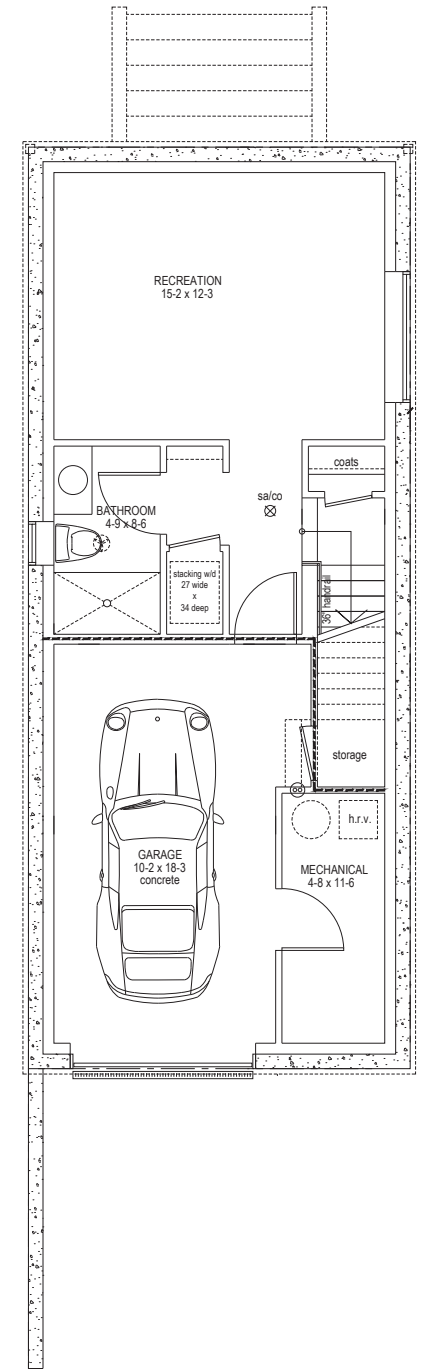 RECREATION
15-2 x 12-3
coats
sa/co
BATHROOM
4-9 x 8-6
stacking w/d
27 wide
x
34 deep
36" handrail
storage
h.r.v.
GARAGE
10-2 x 18-3
concrete
MECHANICAL
4-8 x 11-6